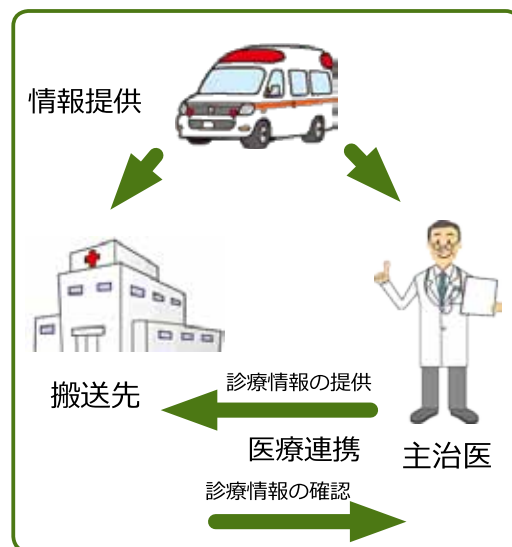 情報提供
搬送先
診療情報の提供
医療連携
主治医
診療情報の確認